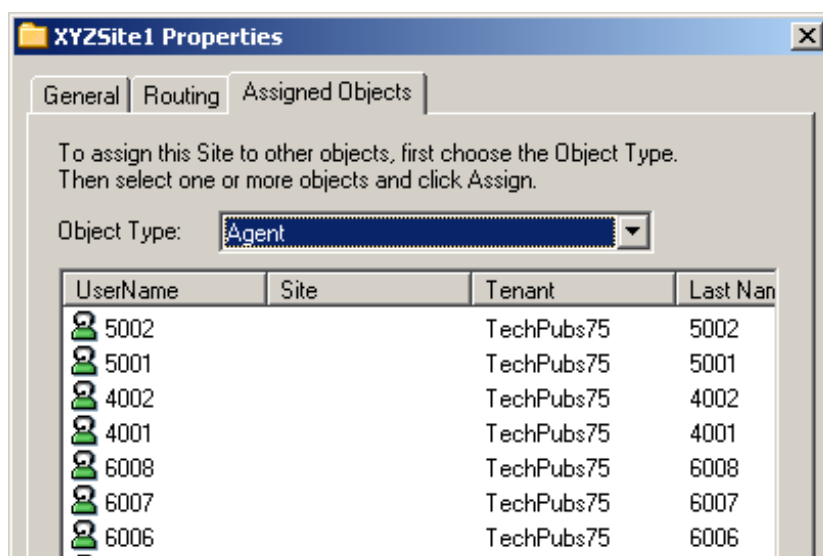 XYZSite1 Properties
General Routing Assigned Objects
To assign this Site to other objects, first choose the Object Type.
Then select one or more objects and click Assign.
Object Type: Agent
UserName Site Tenant Last Nan
5002 TechPubs75 5002
5001 TechPubs75 5001
4002 TechPubs75 4002
4001 TechPubs75 4001
6008 TechPubs75 6008
6007 TechPubs75 6007
6006 TechPubs75 6006